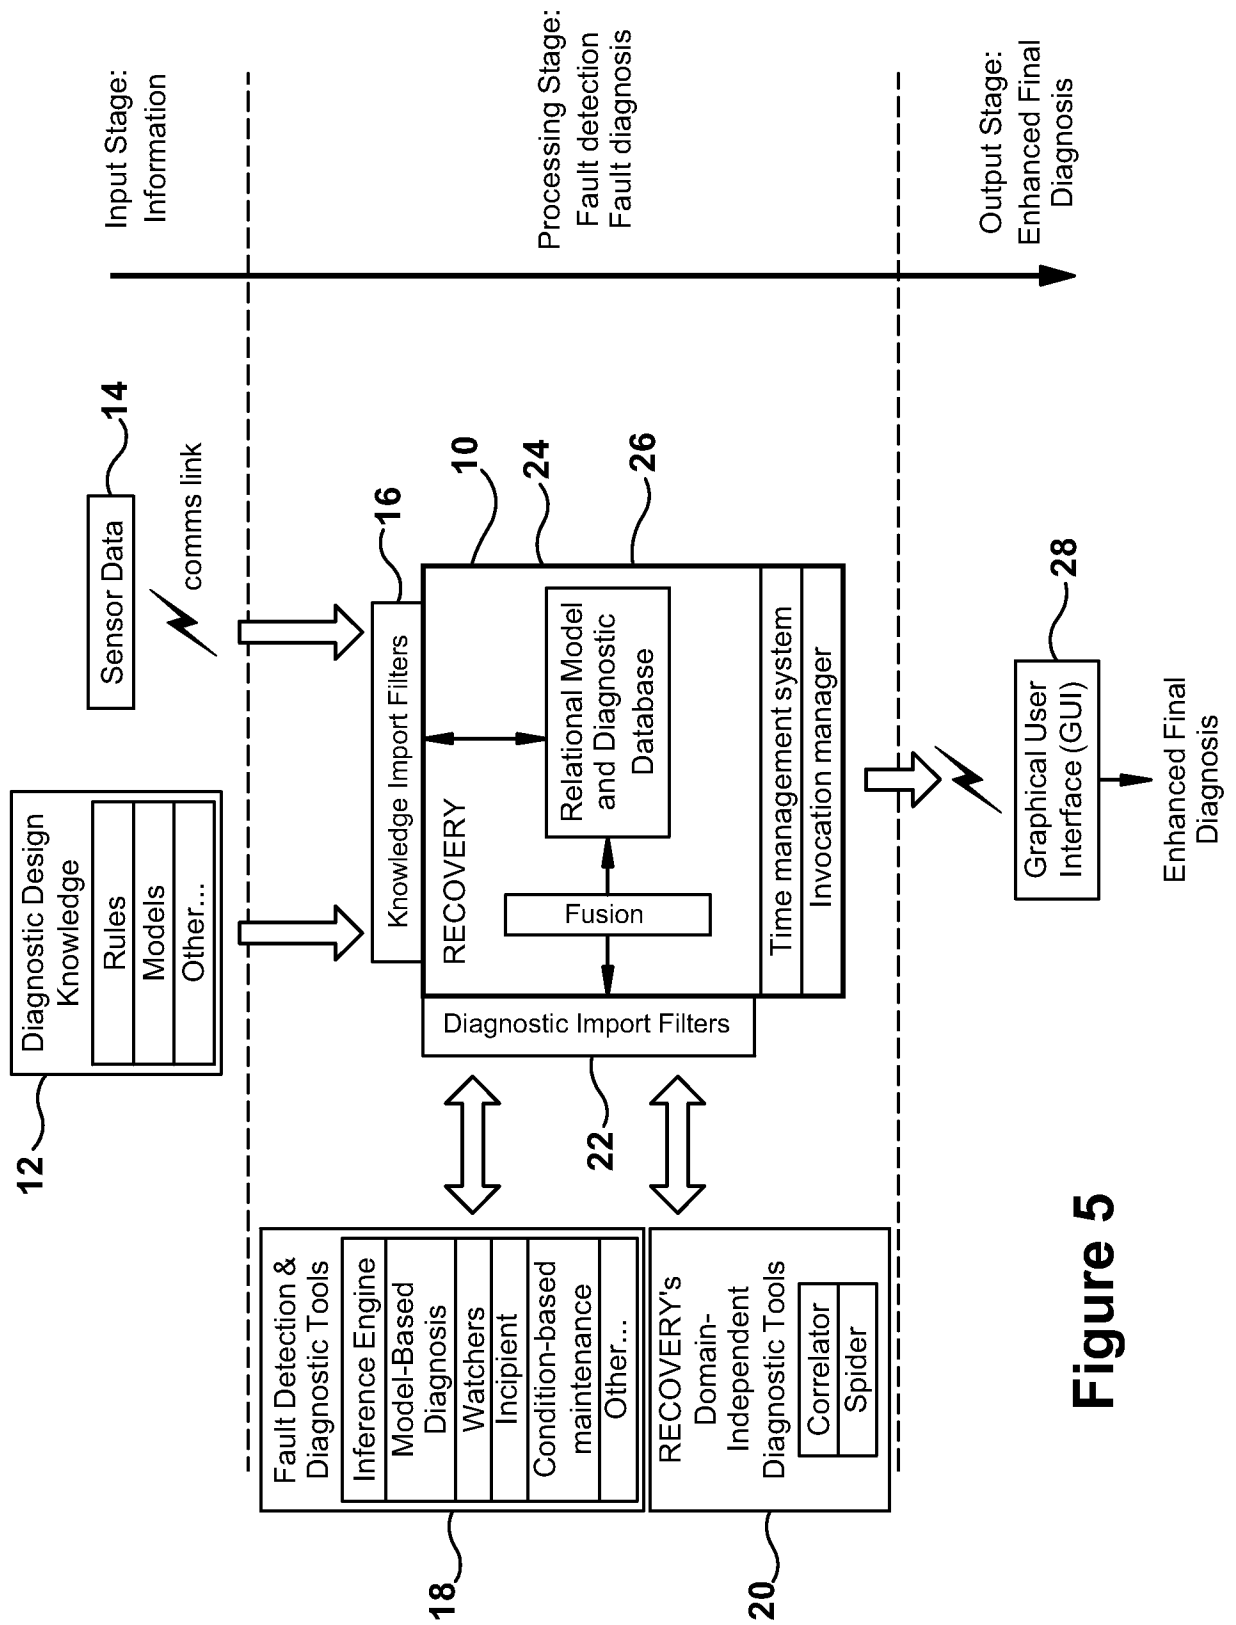 Diagnostic Design
Knowledge
Rules
Models
Other...
12
Sensor Data
14
comms link
Input Stage:
Information
Fault Detection &
Diagnostic Tools
Inference Engine
Model-Based
Diagnosis
Watchers
Incipient
Condition-based
maintenance
Other...
18
RECOVERY's
Domain-
Independent
Diagnostic Tools
Correlator
Spider
20
Diagnostic Import Filters
22
Knowledge Import Filters
16
RECOVERY
10
Fusion
Relational Model
and Diagnostic
Database
24
26
Time management system
Invocation manager
Processing Stage:
Fault detection
Fault diagnosis
Graphical User
Interface (GUI)
28
Enhanced Final
Diagnosis
Output Stage:
Enhanced Final
Diagnosis
Figure 5